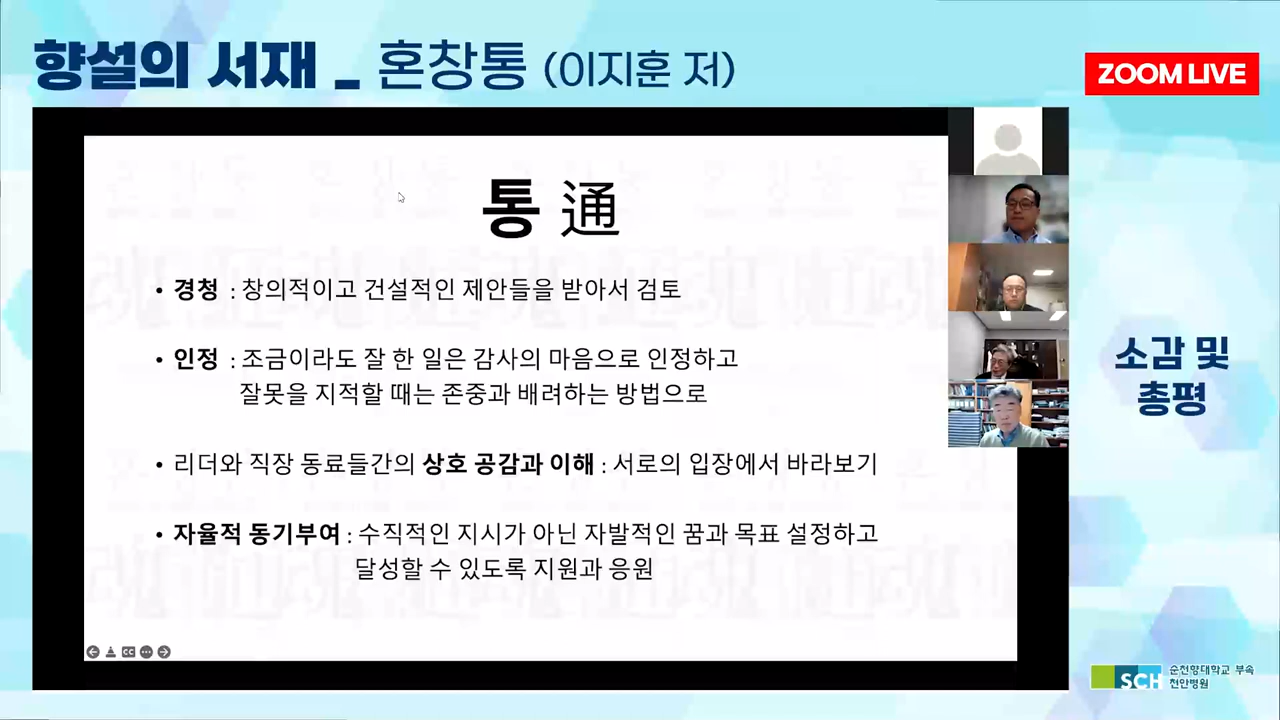 향설의 서재 _ 혼창통 (이지훈 저)
ZOOM LIVE
통 通
• 경청 : 창의적이고 건설적인 제안들을 받아서 검토
• 인정 : 조금이라도 잘 한 일은 감사의 마음으로 인정하고
잘못을 지적할 때는 존중과 배려하는 방법으로
• 리더와 직장 동료들간의 상호 공감과 이해 : 서로의 입장에서 바라보기
• 자율적 동기부여 : 수직적인 지시가 아닌 자발적인 꿈과 목표 설정하고
달성할 수 있도록 지원과 응원
소감 및
총평
CC
SCH 순천향대학교 부속
천안병원